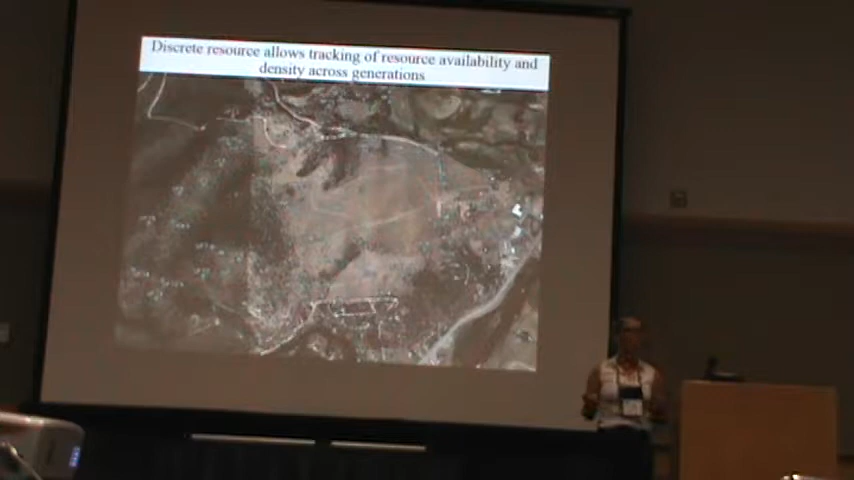 Discrete resource allows tracking of resource availability and
density across generations